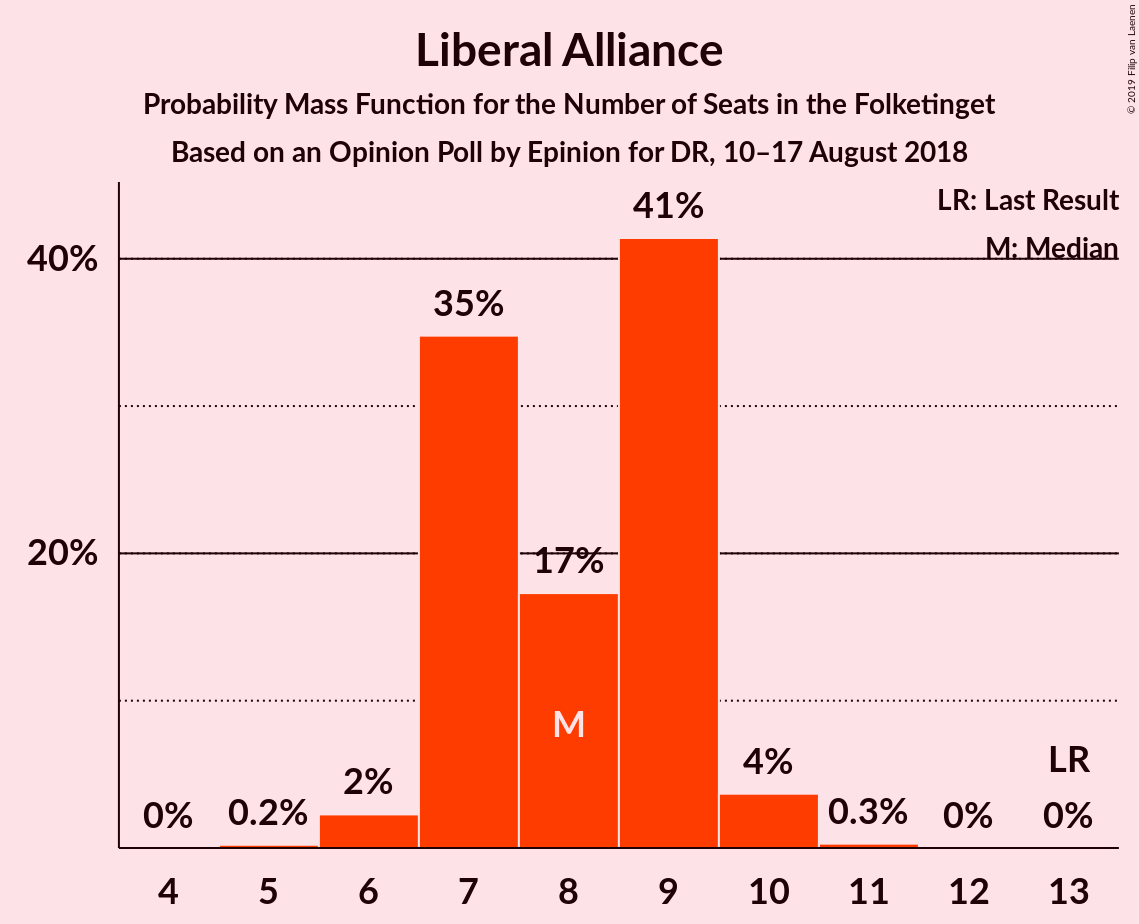 Liberal Alliance
Probability Mass Function for the Number of Seats in the Folketinget
Based on an Opinion Poll by Epinion for DR, 10–17 August 2018
© 2019 Filip van Laenen
LR: Last Result
M: Median
40%
20%
0%
0.2%
2%
35%
17%
41%
4%
0.3%
0%
0%
M
LR
4 5 6 7 8 9 10 11 12 13